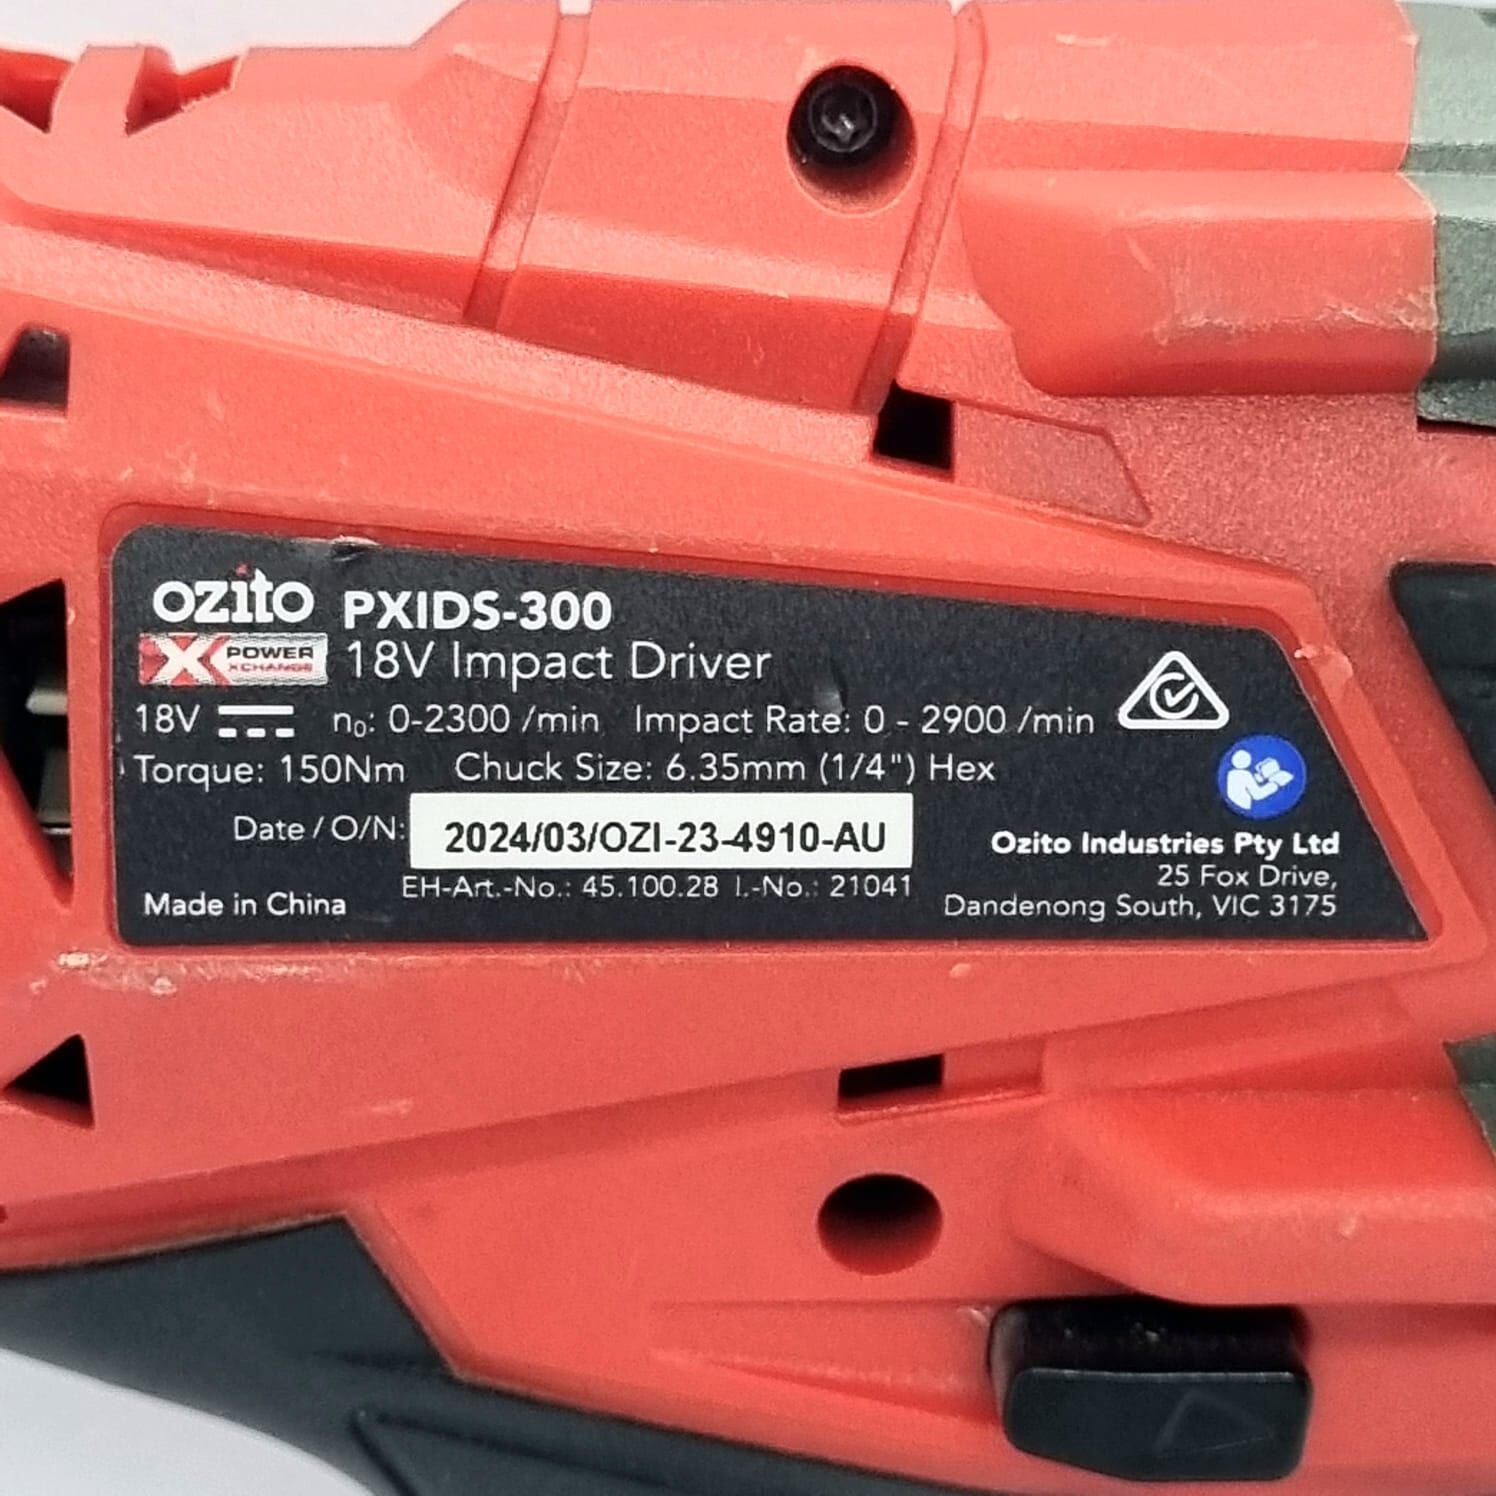 ozito PXIDS-300
X POWER XCHANGE 18V Impact Driver
18V n₀: 0-2300 /min Impact Rate: 0 - 2900 /min
Torque: 150Nm Chuck Size: 6.35mm (1/4") Hex
Date / O/N: 2024/03/OZI-23-4910-AU
EH-Art.-No.: 45.100.28 I.-No.: 21041
Made in China
Ozito Industries Pty Ltd
25 Fox Drive,
Dandenong South, VIC 3175